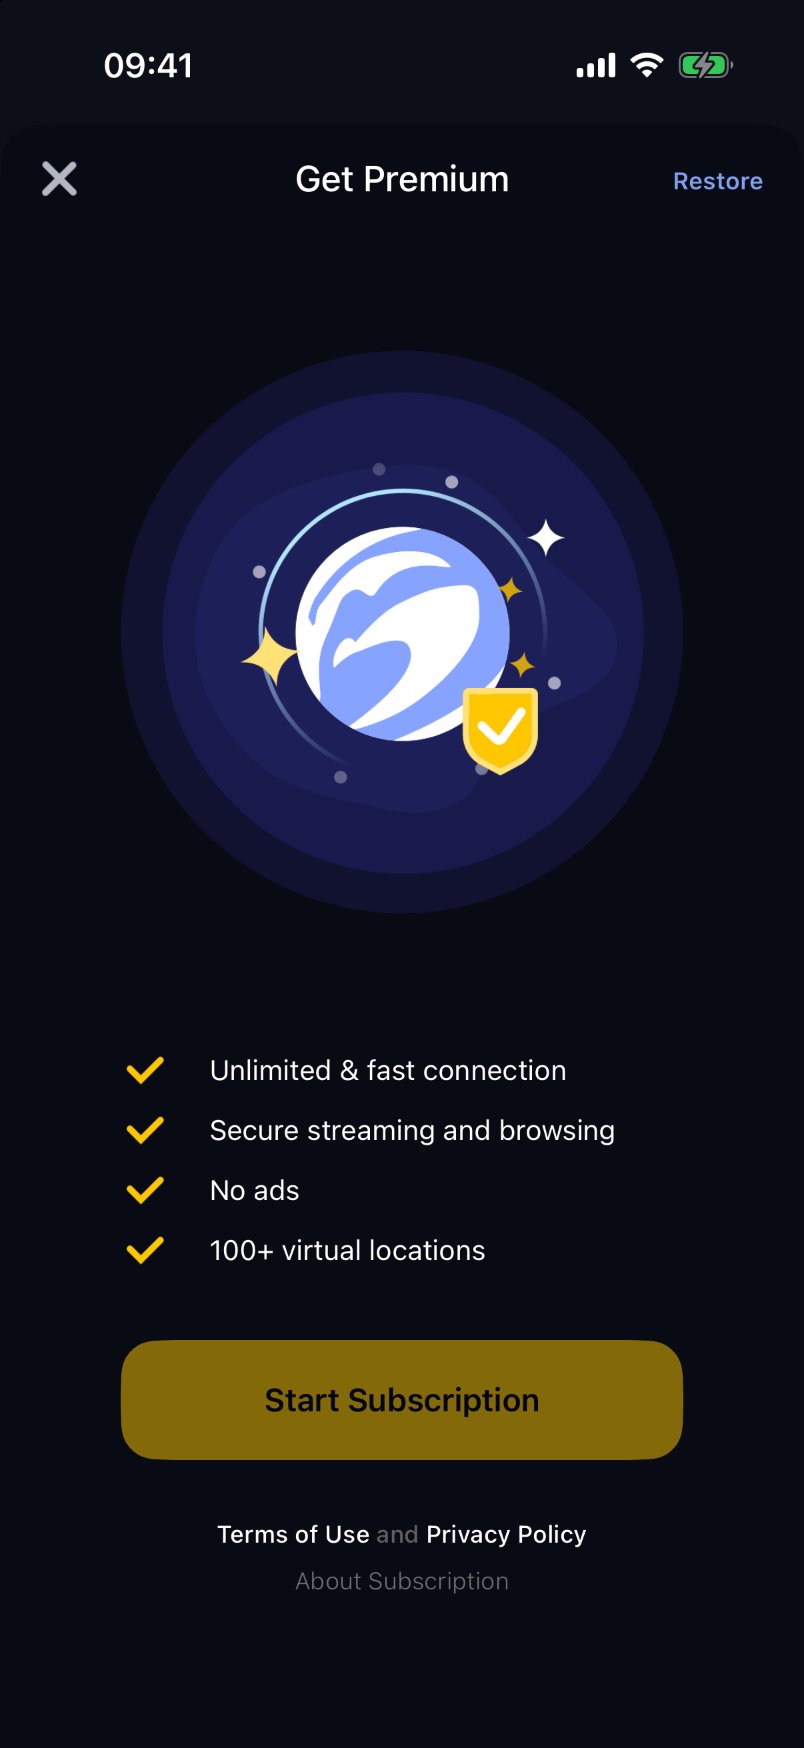 09:41
Get Premium
Restore
Unlimited & fast connection
Secure streaming and browsing
No ads
100+ virtual locations
Start Subscription
Terms of Use and Privacy Policy
About Subscription